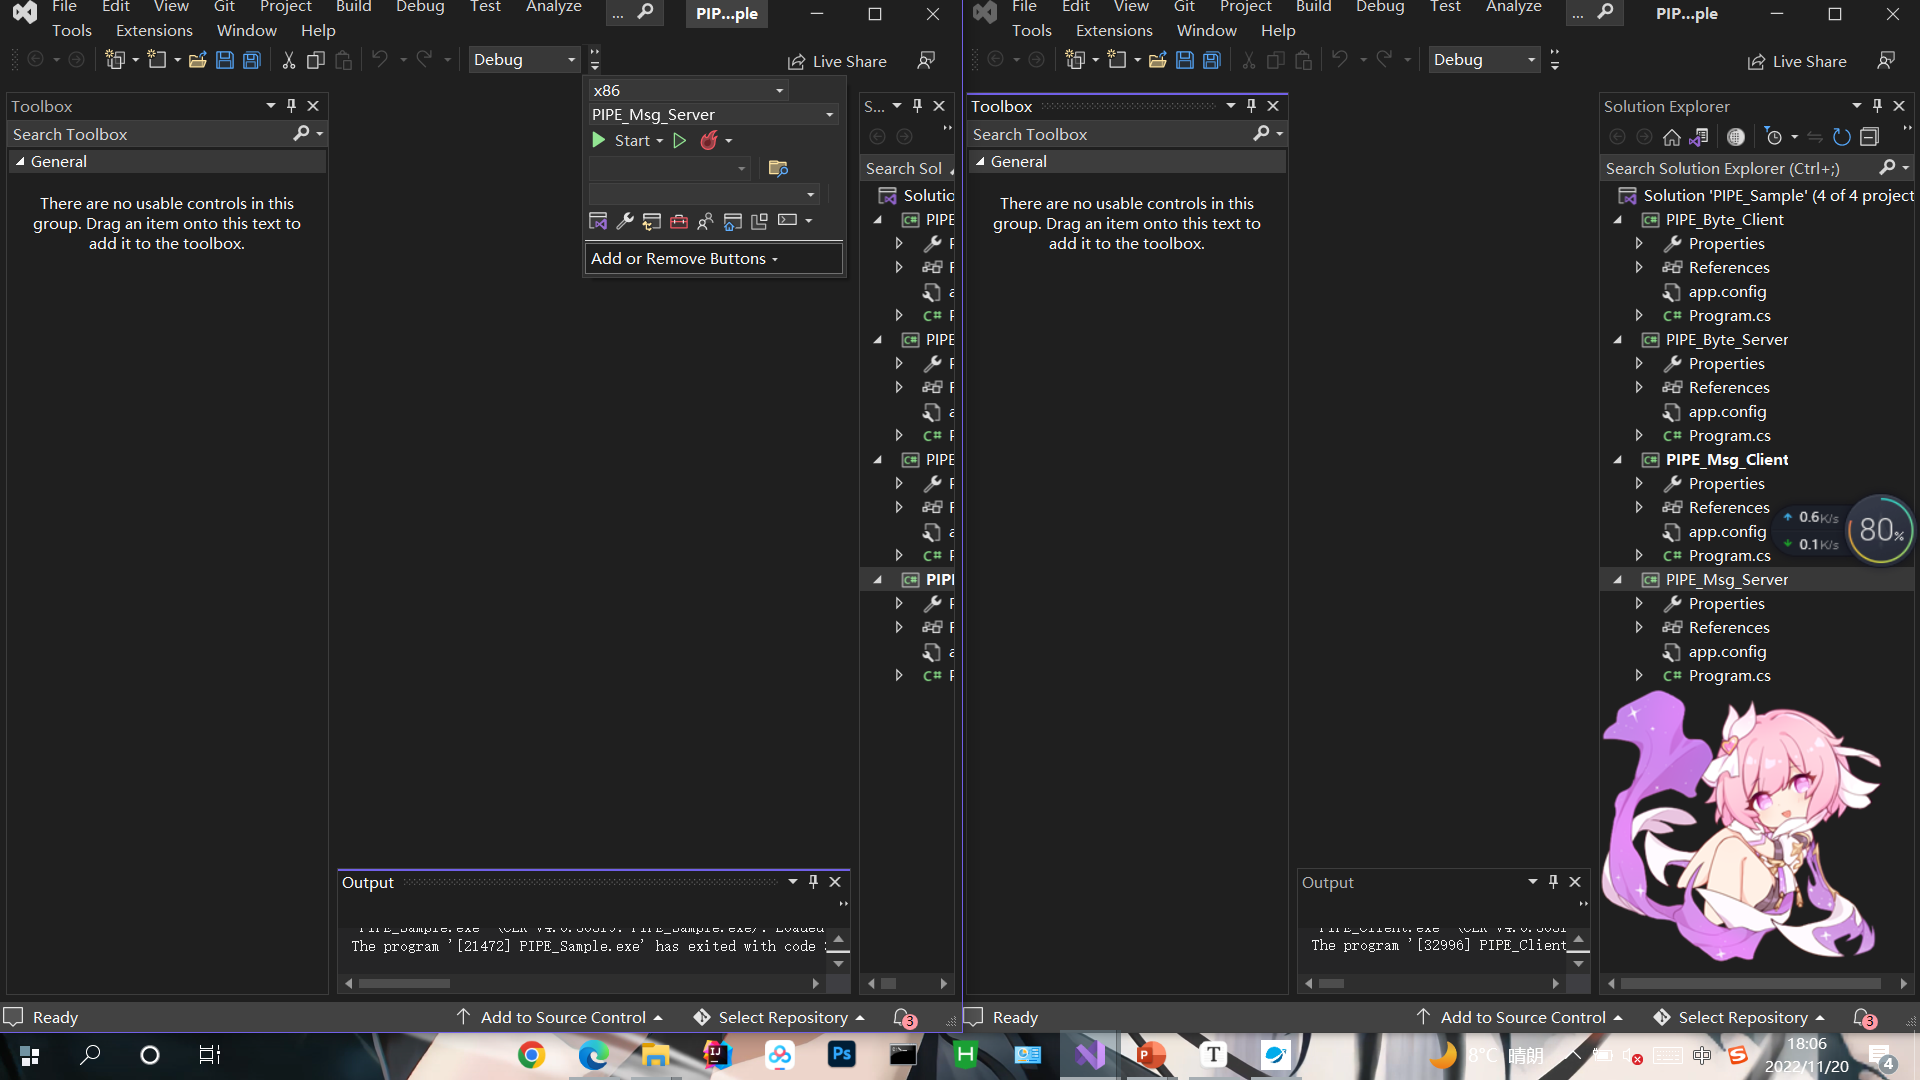 File Edit View Git Project Build Debug Test Analyze ... PIP...ple
Tools Extensions Window Help
Debug Live Share
x86
PIPE_Msg_Server
Start
Add or Remove Buttons
Toolbox
Search Toolbox
General
There are no usable controls in this
group. Drag an item onto this text to
add it to the toolbox.
S...
Search Sol
Solutio
PIPE
app.config
PIPE
PIPE
PIPE
Output
The program '[21472] PIPE_Sample.exe' has exited with code
Ready Add to Source Control Select Repository 3
File Edit View Git Project Build Debug Test Analyze ... PIP...ple
Tools Extensions Window Help
Debug Live Share
Toolbox
Search Toolbox
General
There are no usable controls in this
group. Drag an item onto this text to
add it to the toolbox.
Solution Explorer
Search Solution Explorer (Ctrl+;)
Solution 'PIPE_Sample' (4 of 4 project
C# PIPE_Byte_Client
Properties
References
app.config
C# Program.cs
C# PIPE_Byte_Server
Properties
References
app.config
C# Program.cs
C# PIPE_Msg_Client
Properties
References
app.config
C# Program.cs
C# PIPE_Msg_Server
Properties
References
app.config
C# Program.cs
0.6K/s
0.1K/s
80%
Output
The program '[32996] PIPE_Client
Ready Add to Source Control Select Repository 3
IJ Ps H P T 8°C 晴朗 中 S
18:06
2022/11/20
4